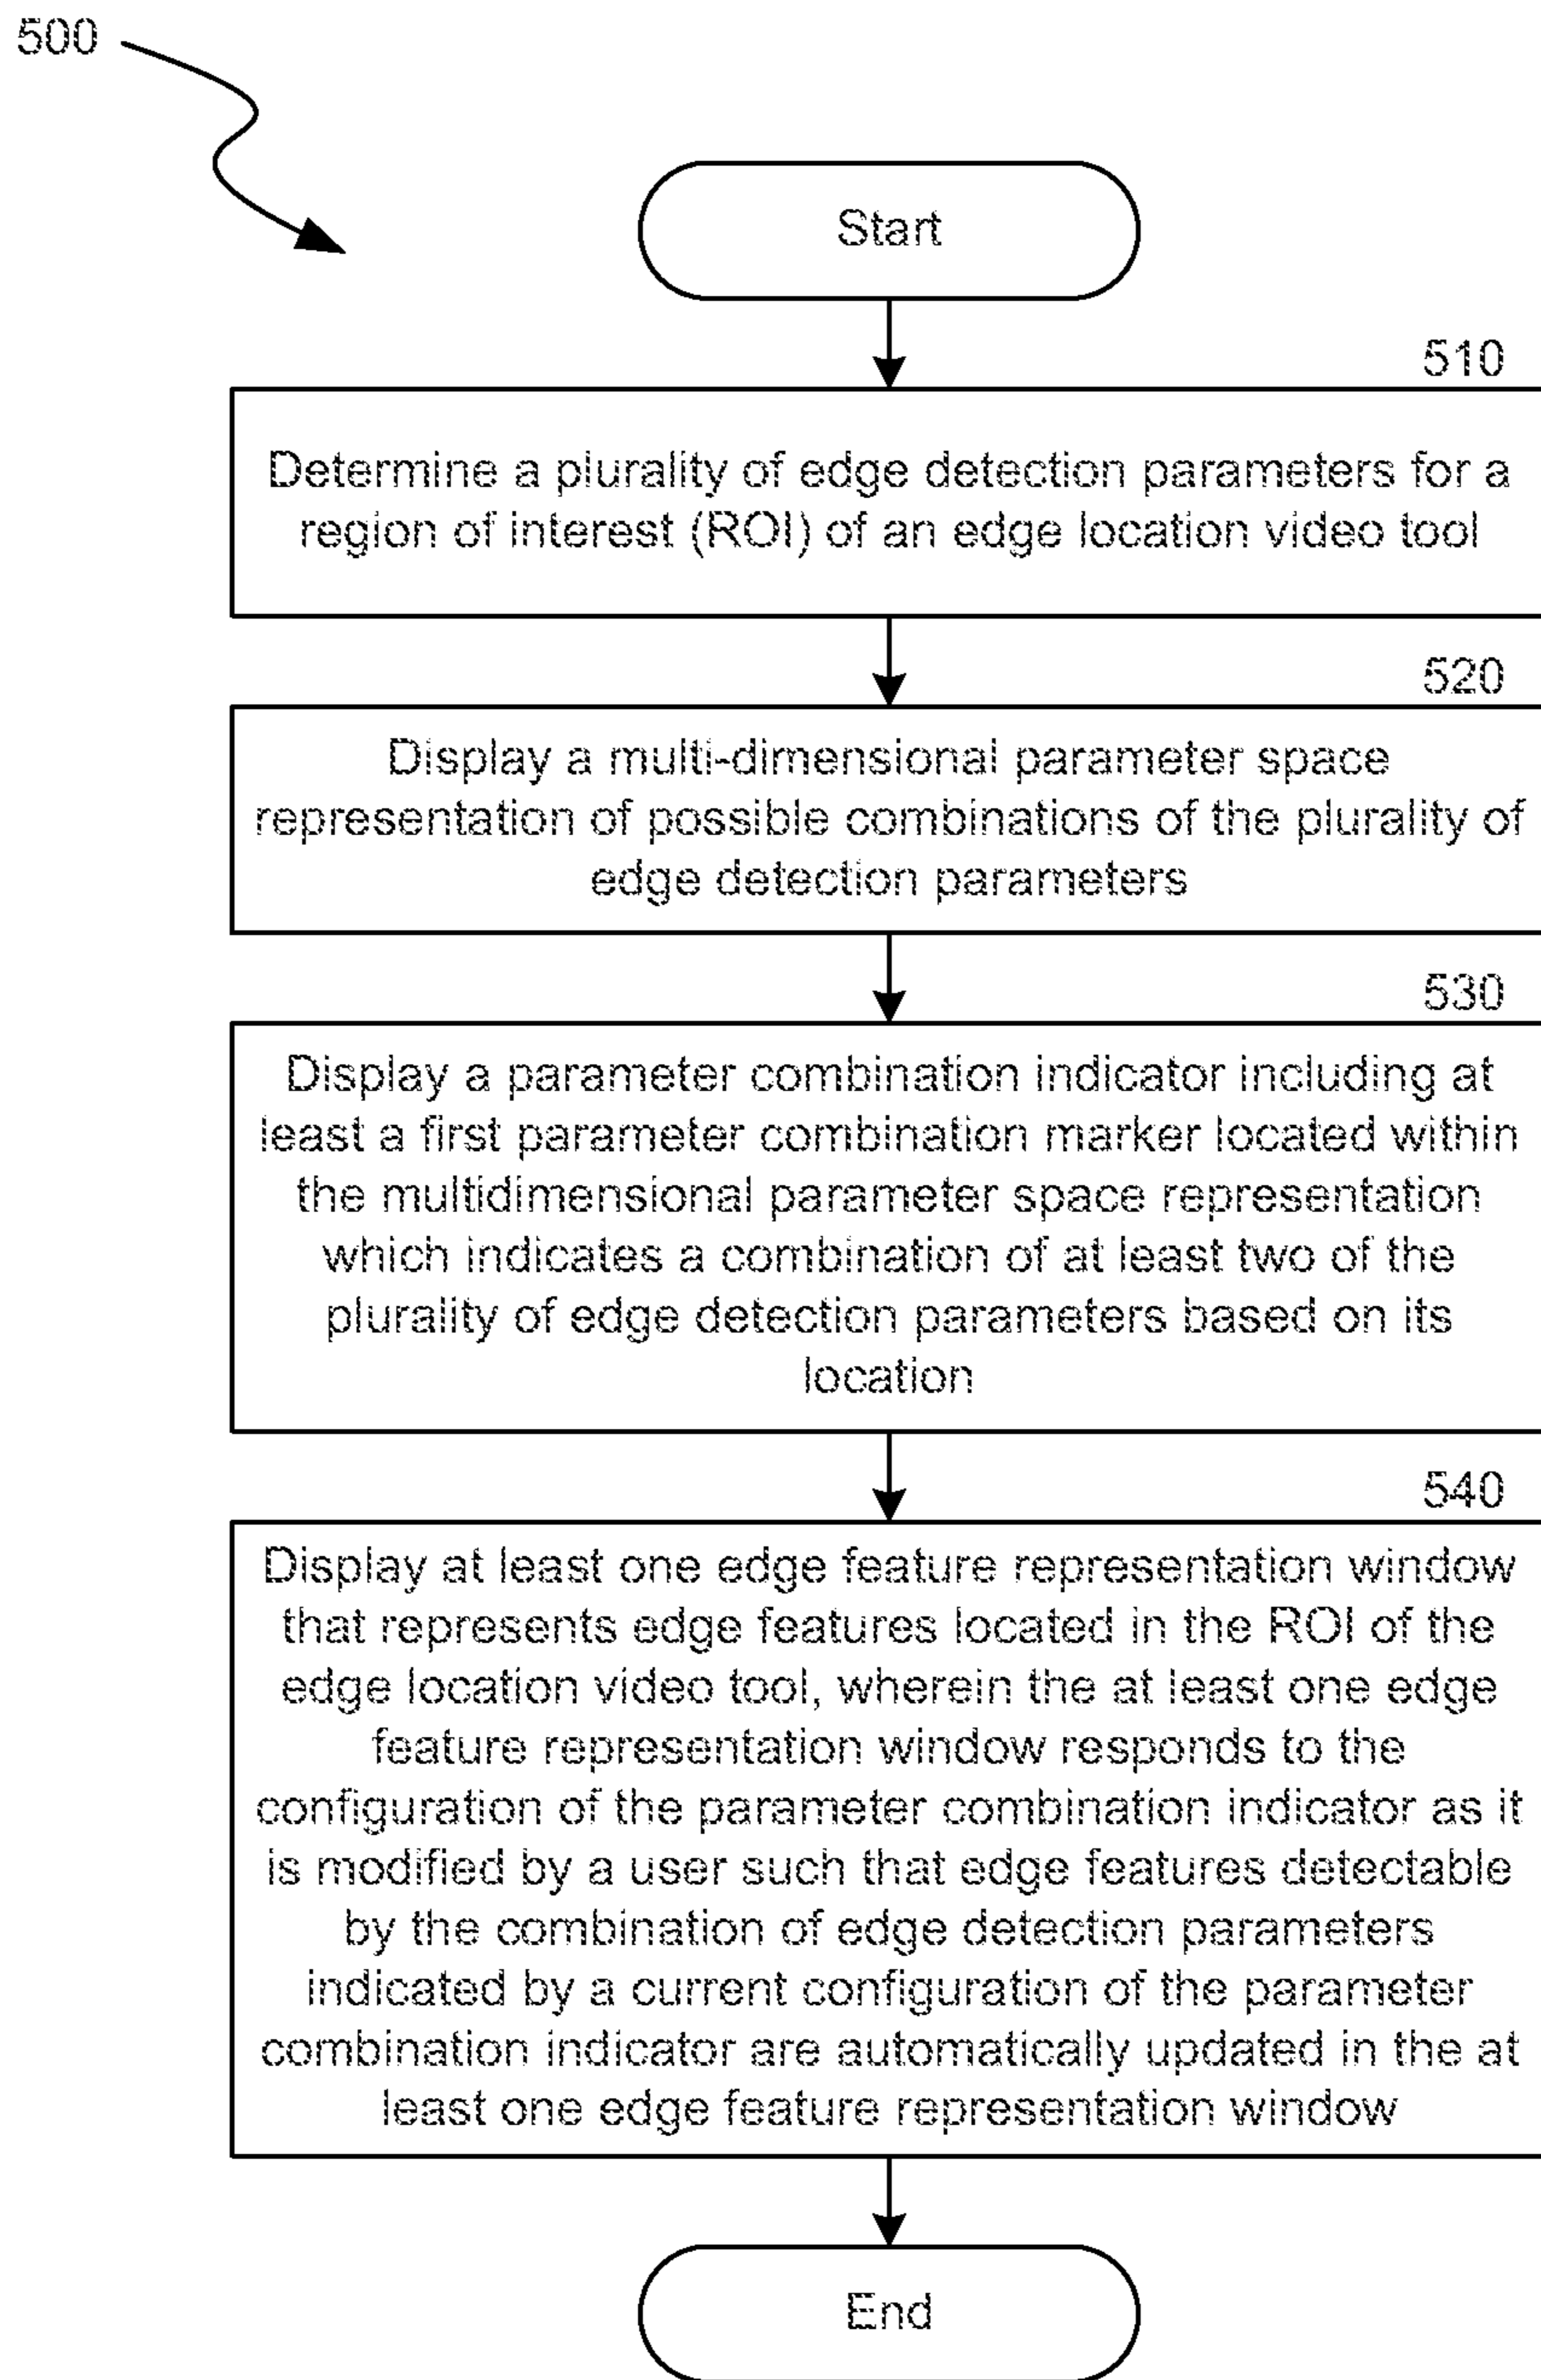 500
Start
510
Determine a plurality of edge detection parameters for a
region of interest (ROI) of an edge location video tool
520
Display a multi-dimensional parameter space
representation of possible combinations of the plurality of
edge detection parameters
530
Display a parameter combination indicator including at
least a first parameter combination marker located within
the multidimensional parameter space representation
which indicates a combination of at least two of the
plurality of edge detection parameters based on its
location
540
Display at least one edge feature representation window
that represents edge features located in the ROI of the
edge location video tool, wherein the at least one edge
feature representation window responds to the
configuration of the parameter combination indicator as it
is modified by a user such that edge features detectable
by the combination of edge detection parameters
indicated by a current configuration of the parameter
combination indicator are automatically updated in the at
least one edge feature representation window
End